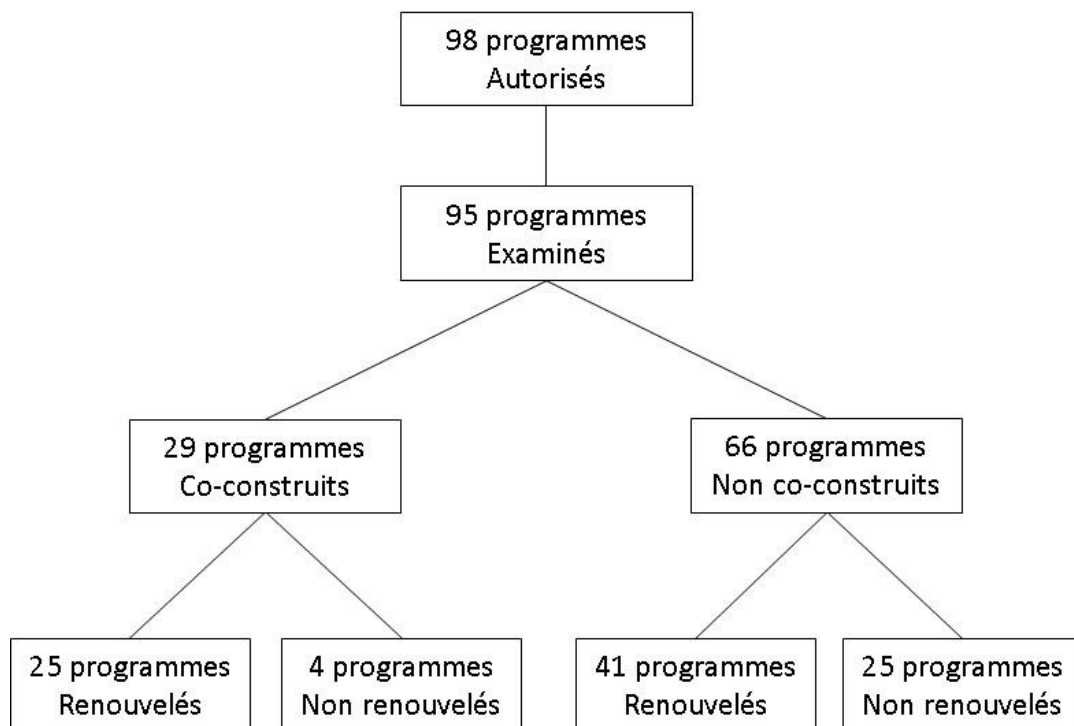 98 programmes
Autorisés
95 programmes
Examinés
29 programmes
Co-construits
66 programmes
Non co-construits
25 programmes
Renouvelés
4 programmes
Non renouvelés
41 programmes
Renouvelés
25 programmes
Non renouvelés